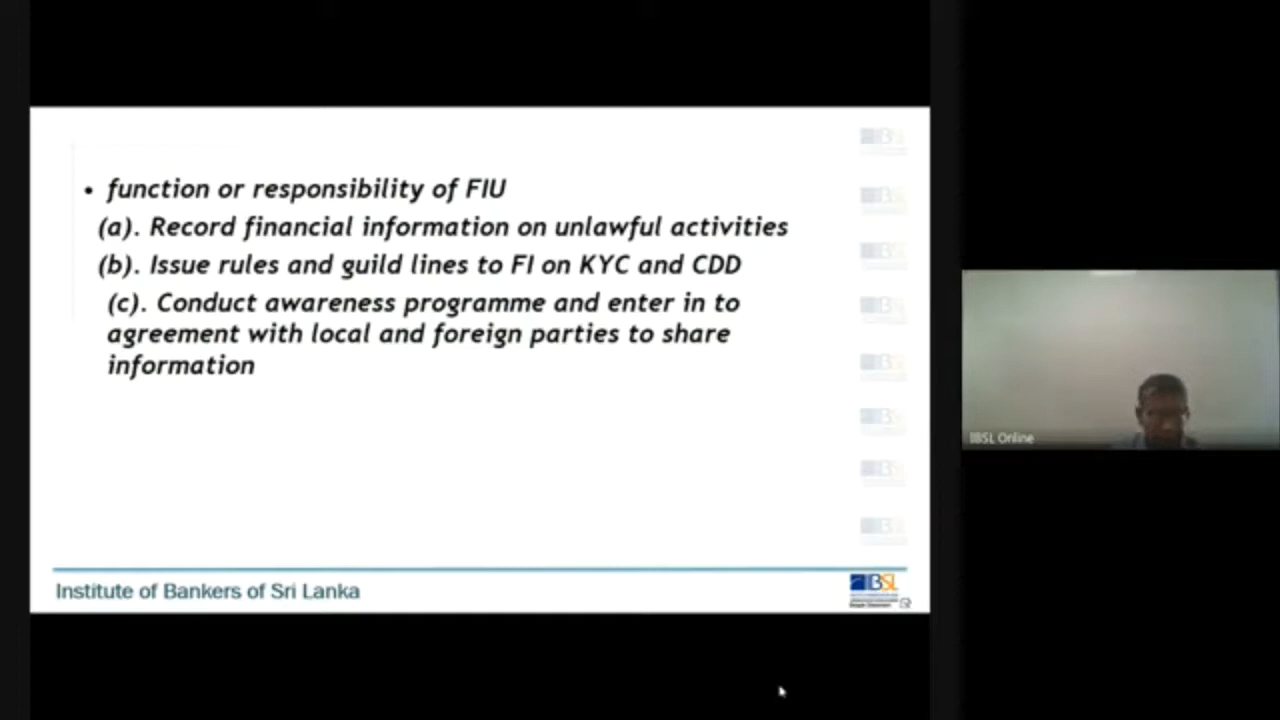 • function or responsibility of FIU
(a). Record financial information on unlawful activities
(b). Issue rules and guild lines to FI on KYC and CDD
(c). Conduct awareness programme and enter in to
agreement with local and foreign parties to share
information
Institute of Bankers of Sri Lanka
IBSL
IBSL Online